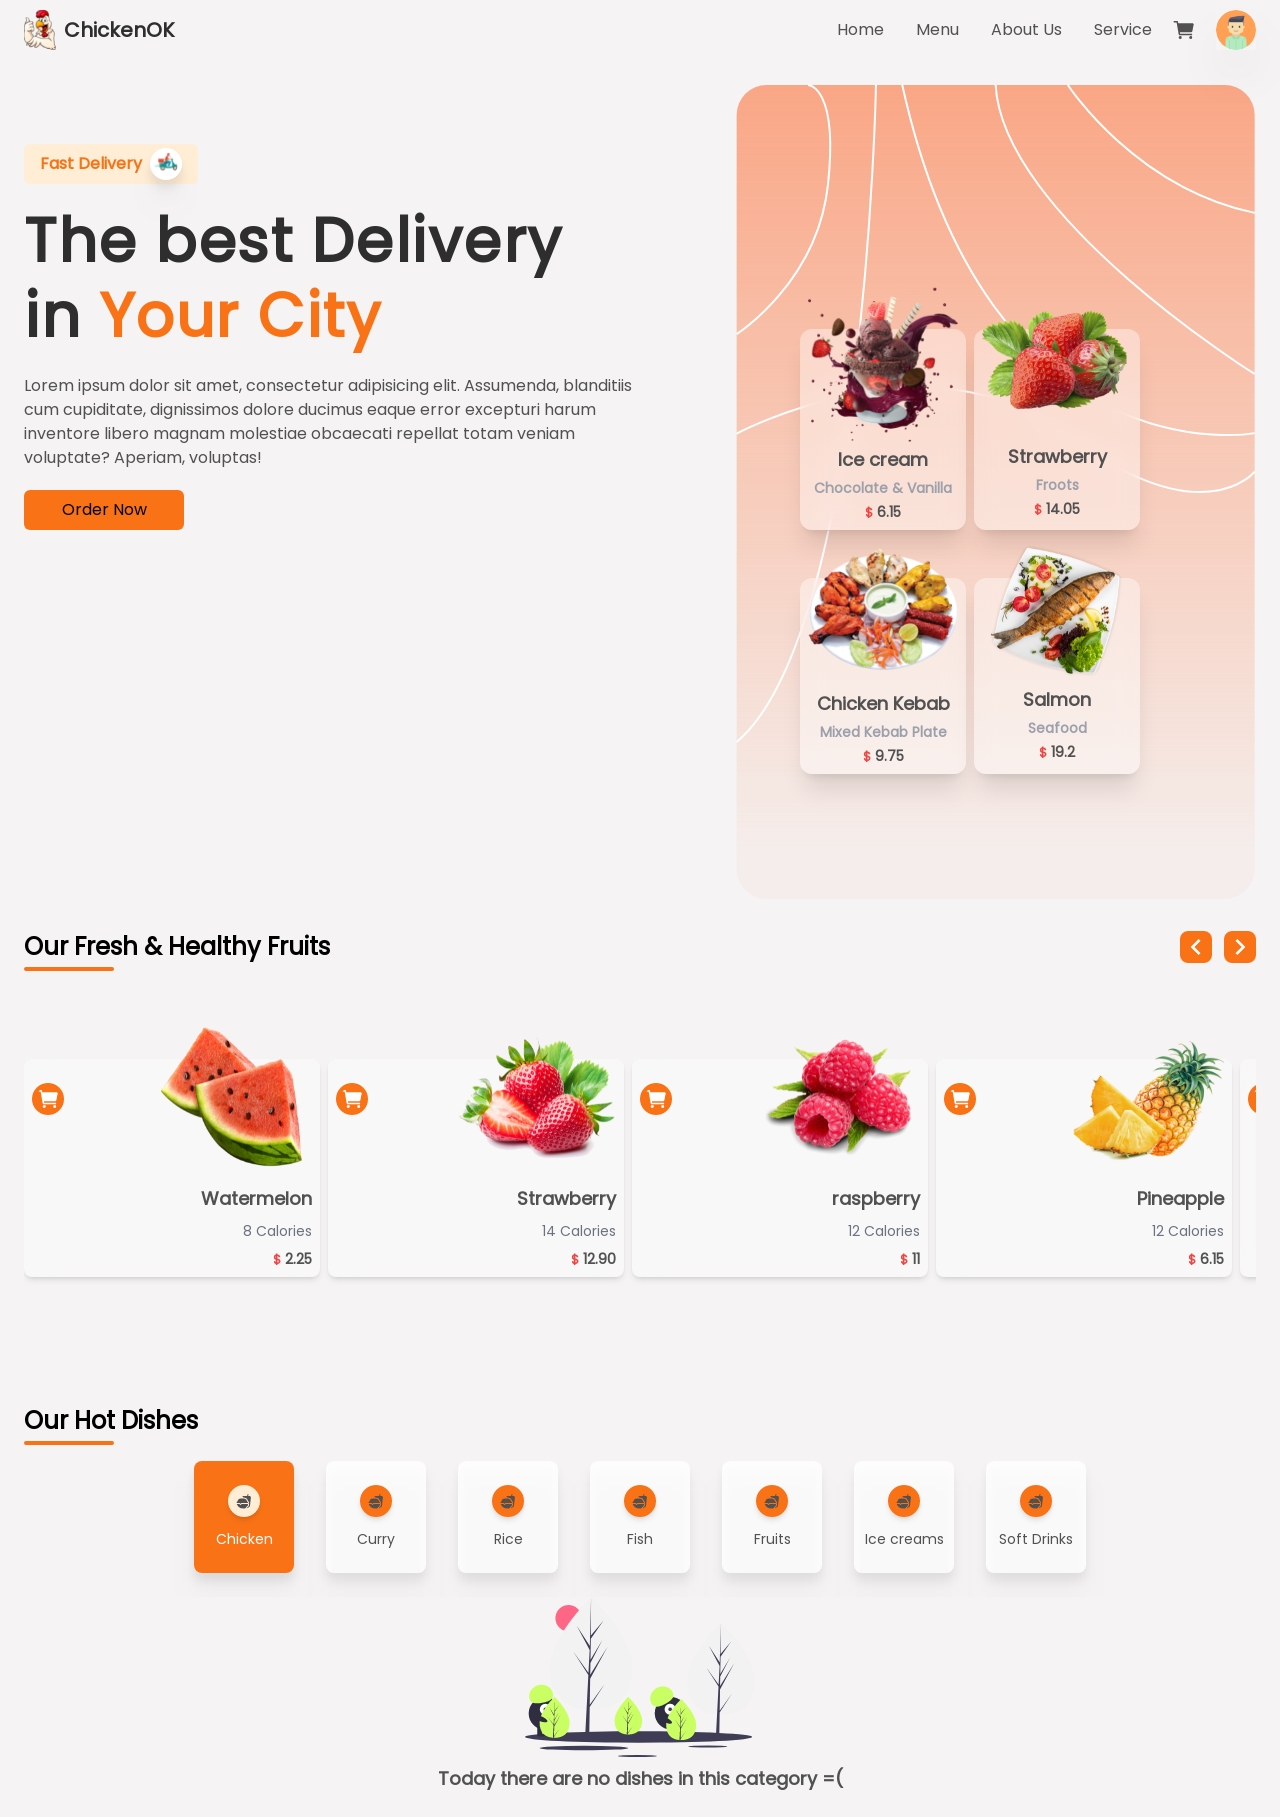 ChickenOK
Home
Menu
About Us
Service
Fast Delivery
The best Delivery
in Your City
Lorem ipsum dolor sit amet, consectetur adipisicing elit. Assumenda, blanditiis
cum cupiditate, dignissimos dolore ducimus eaque error excepturi harum
inventore libero magnam molestiae obcaecati repellat totam veniam
voluptate? Aperiam, voluptas!
Order Now
Ice cream
Chocolate & Vanilla
$ 6.15
Strawberry
Froots
$ 14.05
Chicken Kebab
Mixed Kebab Plate
$ 9.75
Salmon
Seafood
$ 19.2
Our Fresh & Healthy Fruits
Watermelon
8 Calories
$ 2.25
Strawberry
14 Calories
$ 12.90
raspberry
12 Calories
$ 11
Pineapple
12 Calories
$ 6.15
Our Hot Dishes
Chicken
Curry
Rice
Fish
Fruits
Ice creams
Soft Drinks
Today there are no dishes in this category =(